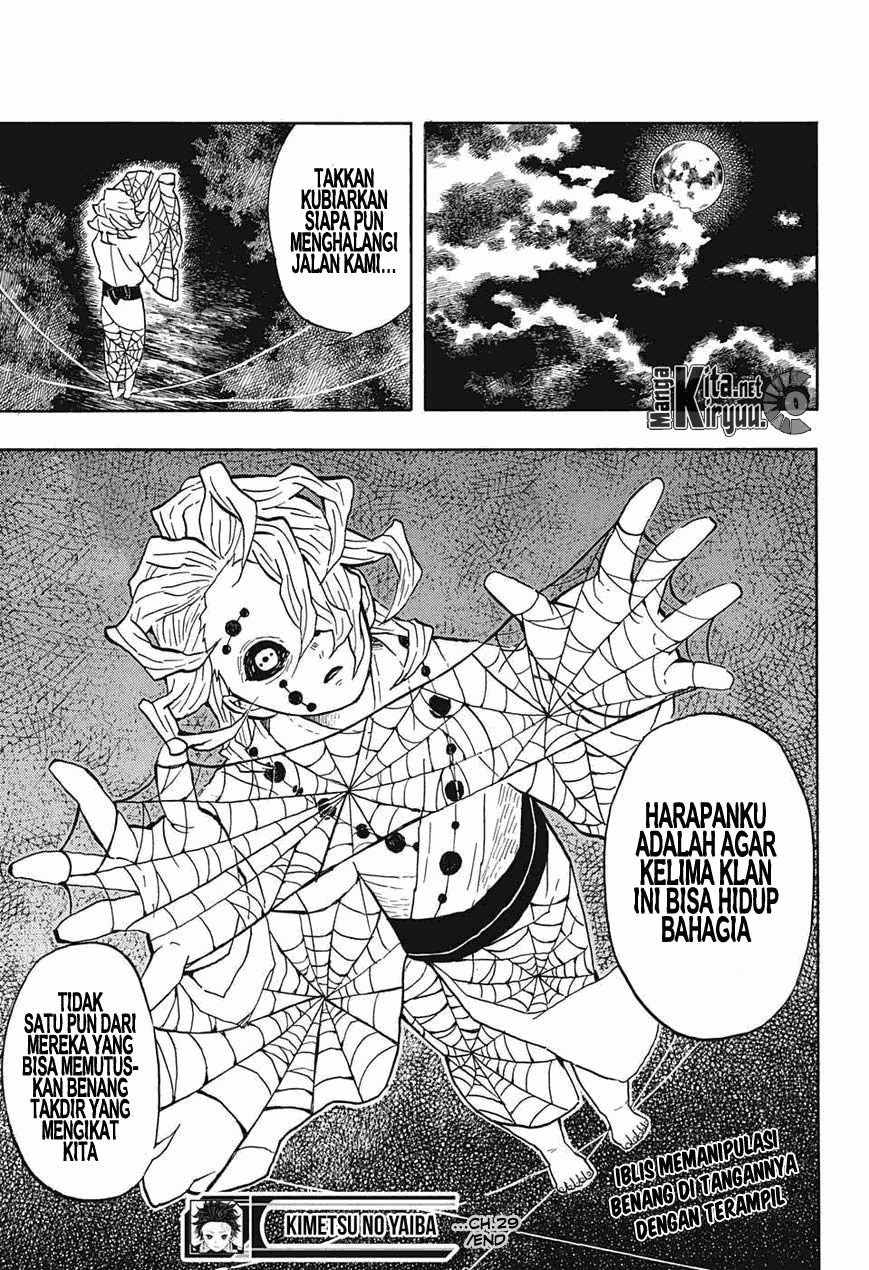 TAKKAN
KUBIARKAN
SIAPA PUN
MENGHALANGI
JALAN KAMI...
Manga
Kita.net
Kiryuu.
HARAPANKU
ADALAH AGAR
KELIMA KLAN
INI BISA HIDUP
BAHAGIA
TIDAK
SATU PUN DARI
MEREKA YANG
BISA MEMUTUS-
KAN BENANG
TAKDIR YANG
MENGIKAT
KITA
IBLIS MEMANIPULASI
BENANG DI TANGANNYA
DENGAN TERAMPIL
KIMETSU NO YAIBA
...CH.29
/END